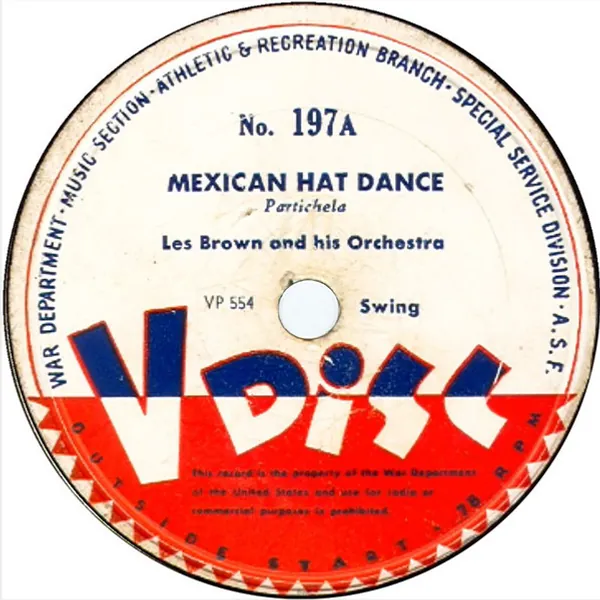 WAR DEPARTMENT · MUSIC SECTION · ATHLETIC & RECREATION BRANCH · SPECIAL SERVICE DIVISION · A.S.F.
No. 197A
MEXICAN HAT DANCE
Partichela
Les Brown and his Orchestra
VP 554
Swing
V DiSC
This record is the property of the War Department
of the United States and use for radio or
commercial purposes is prohibited.
OUTSIDE START - 78 RPM